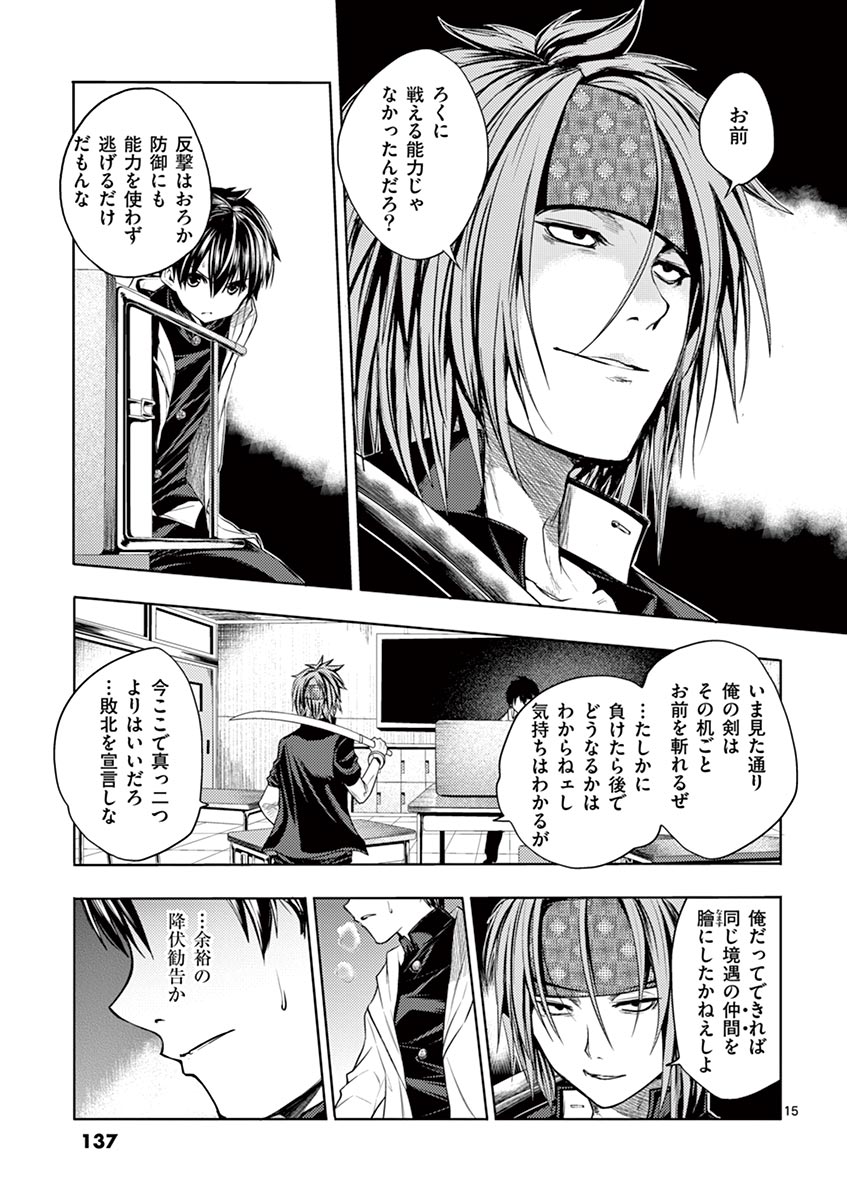 お前
ろくに
戦える能力じゃ
なかったんだろ?
反撃はおろか
防御にも
能力を使わず
逃げるだけ
だもんな
いま見た通り
俺の剣は
その机ごと
お前を斬れるぜ
…たしかに
負けたら後で
どうなるかは
わからねェし
気持ちはわかるが
今ここで真っ二つ
よりはいいだろ
…敗北を宣言しな
俺だってできれば
同じ境遇の仲間を
膾にしたかねえしよ
なます
…余裕の
降伏勧告か
15
137